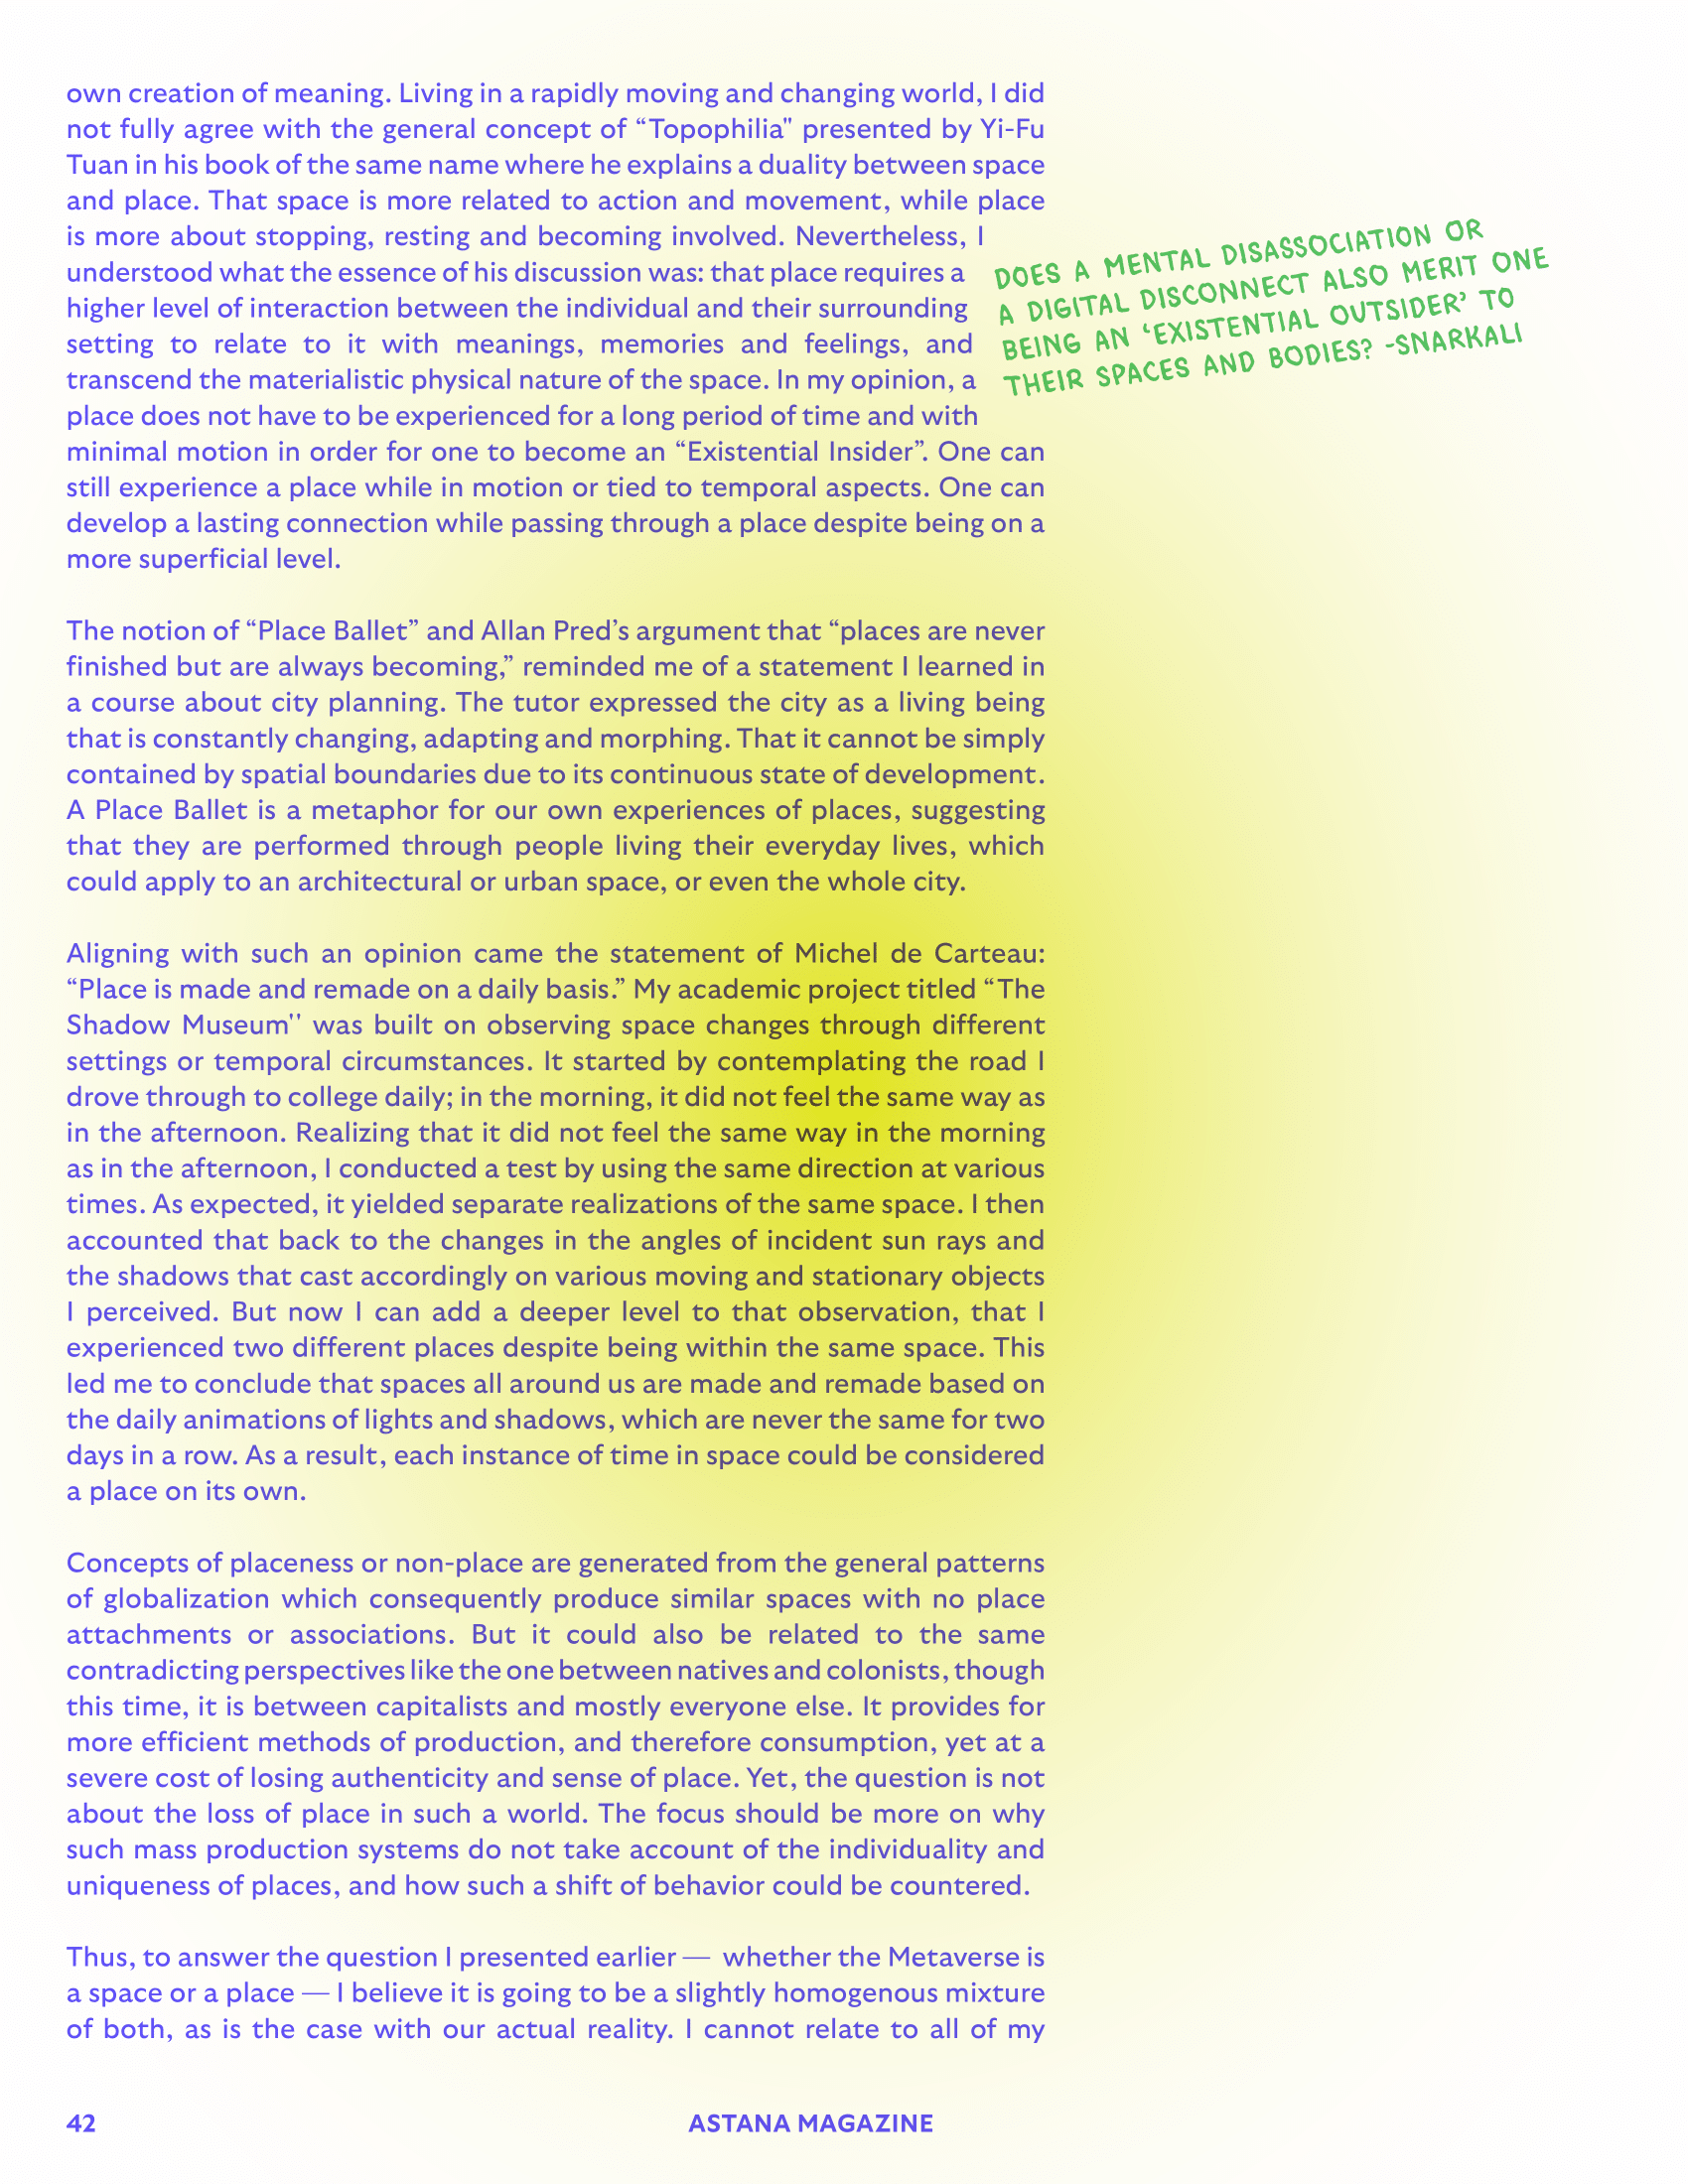 own creation of meaning. Living in a rapidly moving and changing world, I did
not fully agree with the general concept of “Topophilia" presented by Yi-Fu
Tuan in his book of the same name where he explains a duality between space
and place. That space is more related to action and movement, while place
is more about stopping, resting and becoming involved. Nevertheless, I
understood what the essence of his discussion was: that place requires a
higher level of interaction between the individual and their surrounding
setting to relate to it with meanings, memories and feelings, and
transcend the materialistic physical nature of the space. In my opinion, a
place does not have to be experienced for a long period of time and with
minimal motion in order for one to become an “Existential Insider”. One can
still experience a place while in motion or tied to temporal aspects. One can
develop a lasting connection while passing through a place despite being on a
more superficial level.
DOES A MENTAL DISASSOCIATION OR
A DIGITAL DISCONNECT ALSO MERIT ONE
BEING AN ‘EXISTENTIAL OUTSIDER’ TO
THEIR SPACES AND BODIES? -SNARKALI
The notion of “Place Ballet” and Allan Pred’s argument that “places are never
finished but are always becoming,” reminded me of a statement I learned in
a course about city planning. The tutor expressed the city as a living being
that is constantly changing, adapting and morphing. That it cannot be simply
contained by spatial boundaries due to its continuous state of development.
A Place Ballet is a metaphor for our own experiences of places, suggesting
that they are performed through people living their everyday lives, which
could apply to an architectural or urban space, or even the whole city.
Aligning with such an opinion came the statement of Michel de Carteau:
“Place is made and remade on a daily basis.” My academic project titled “The
Shadow Museum'' was built on observing space changes through different
settings or temporal circumstances. It started by contemplating the road I
drove through to college daily; in the morning, it did not feel the same way as
in the afternoon. Realizing that it did not feel the same way in the morning
as in the afternoon, I conducted a test by using the same direction at various
times. As expected, it yielded separate realizations of the same space. I then
accounted that back to the changes in the angles of incident sun rays and
the shadows that cast accordingly on various moving and stationary objects
I perceived. But now I can add a deeper level to that observation, that I
experienced two different places despite being within the same space. This
led me to conclude that spaces all around us are made and remade based on
the daily animations of lights and shadows, which are never the same for two
days in a row. As a result, each instance of time in space could be considered
a place on its own.
Concepts of placeness or non-place are generated from the general patterns
of globalization which consequently produce similar spaces with no place
attachments or associations. But it could also be related to the same
contradicting perspectives like the one between natives and colonists, though
this time, it is between capitalists and mostly everyone else. It provides for
more efficient methods of production, and therefore consumption, yet at a
severe cost of losing authenticity and sense of place. Yet, the question is not
about the loss of place in such a world. The focus should be more on why
such mass production systems do not take account of the individuality and
uniqueness of places, and how such a shift of behavior could be countered.
Thus, to answer the question I presented earlier — whether the Metaverse is
a space or a place — I believe it is going to be a slightly homogenous mixture
of both, as is the case with our actual reality. I cannot relate to all of my
42
ASTANA MAGAZINE